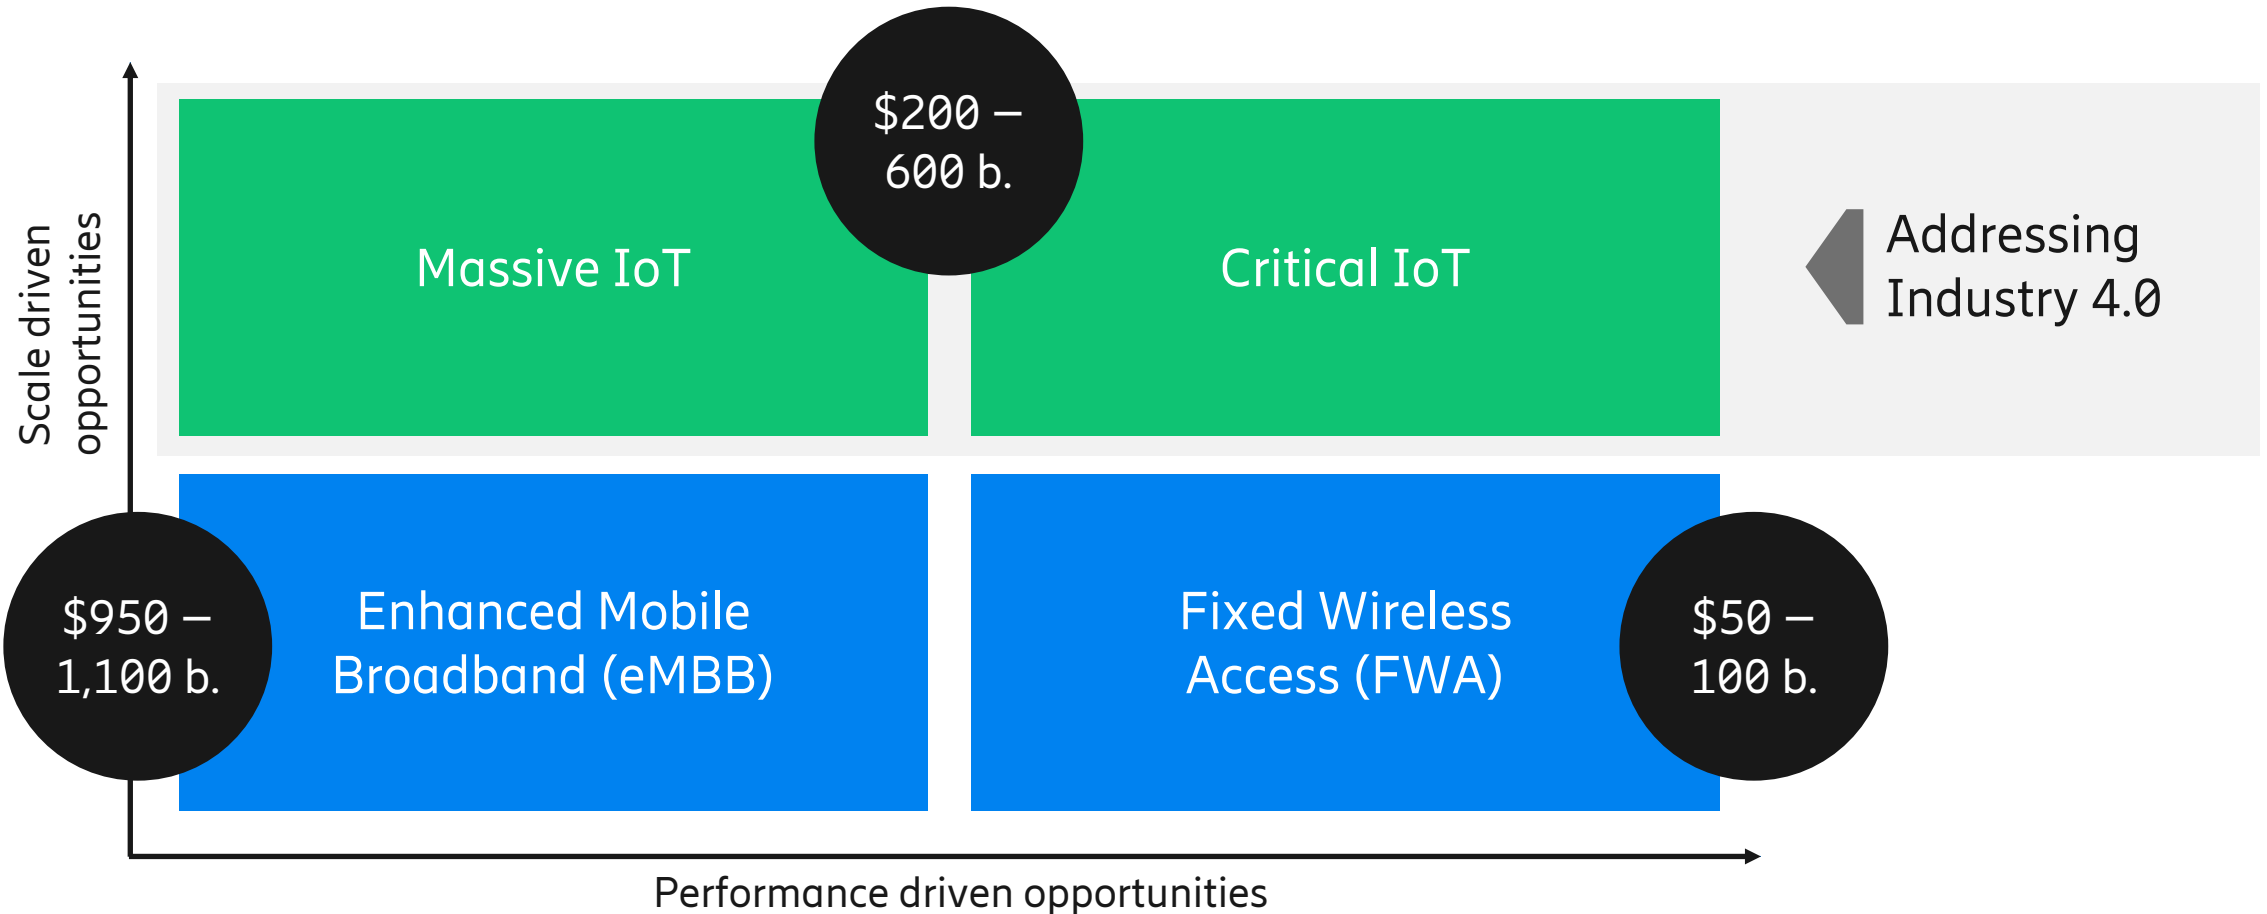 Scale driven
opportunities
$200 –
600 b.
Massive IoT
Critical IoT
Addressing
Industry 4.0
$950 –
1,100 b.
Enhanced Mobile
Broadband (eMBB)
Fixed Wireless
Access (FWA)
$50 –
100 b.
Performance driven opportunities